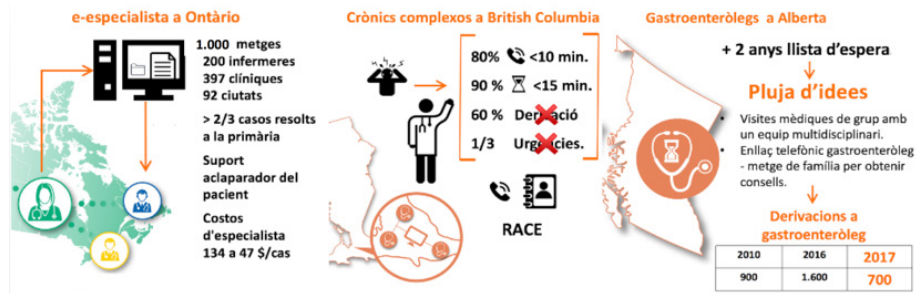 e-especialista a Ontàrio
1.000 metges
200 infermeres
397 clíniques
92 ciutats
> 2/3 casos resolts
a la primària
Suport
aclaparador del
pacient
Costos
d'especialista
134 a 47 $/cas
Crònics complexos a British Columbia
80% <10 min.
90 % <15 min.
60 % Derivació
1/3 Urgències.
RACE
Gastroenteròlegs a Alberta
+ 2 anys llista d'espera
Pluja d'idees
• Visites mèdiques de grup amb
un equip multidisciplinari.
• Enllaç telefònic gastroenteròleg
- metge de família per obtenir
consells.
Derivacions a
gastroenteròleg
2010 2016 2017
900 1.600 700